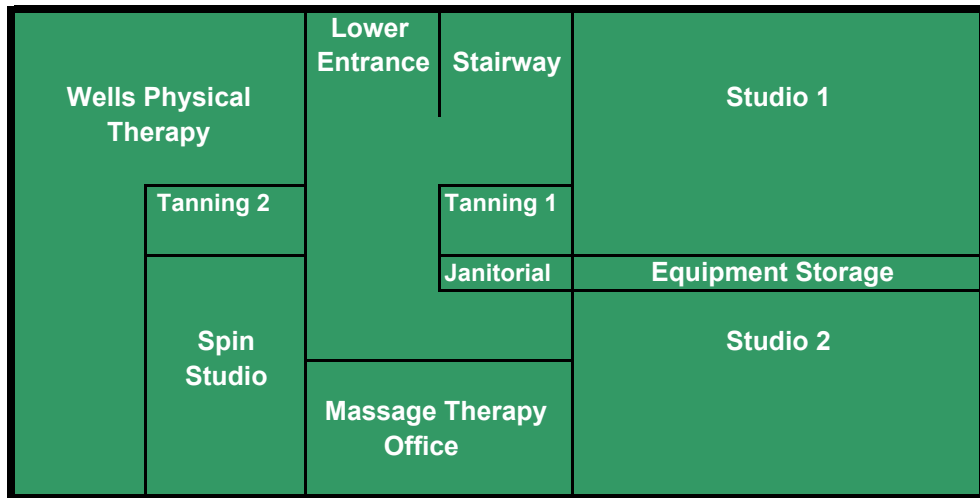 Lower
Entrance
Stairway
Wells Physical
Therapy
Studio 1
Tanning 2
Tanning 1
Janitorial
Equipment Storage
Spin
Studio
Studio 2
Massage Therapy
Office